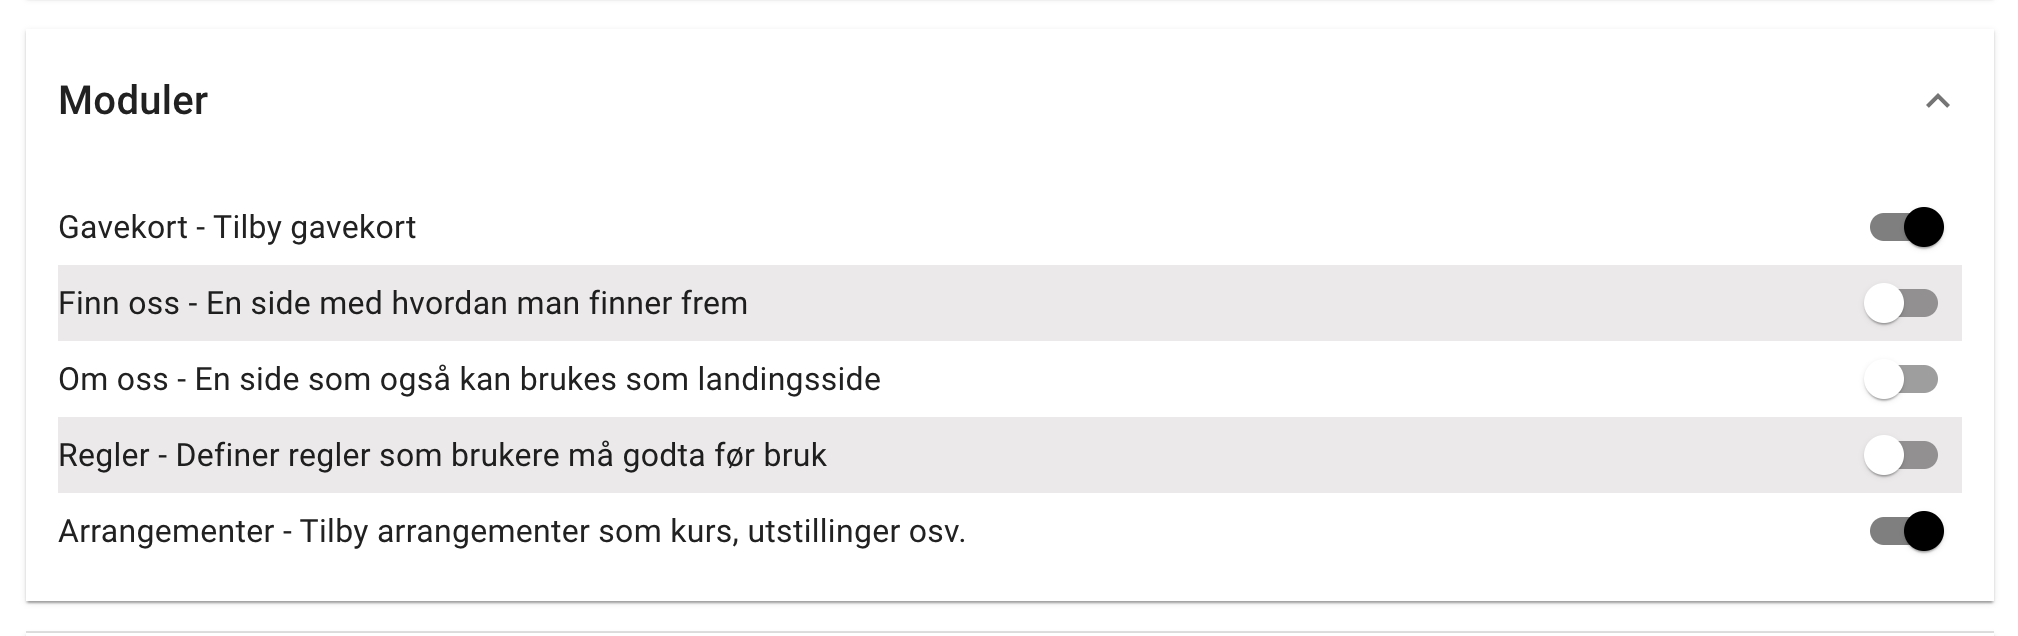 Moduler
Gavekort - Tilby gavekort
Finn oss - En side med hvordan man finner frem
Om oss - En side som også kan brukes som landingsside
Regler - Definer regler som brukere må godta før bruk
Arrangementer - Tilby arrangementer som kurs, utstillinger osv.